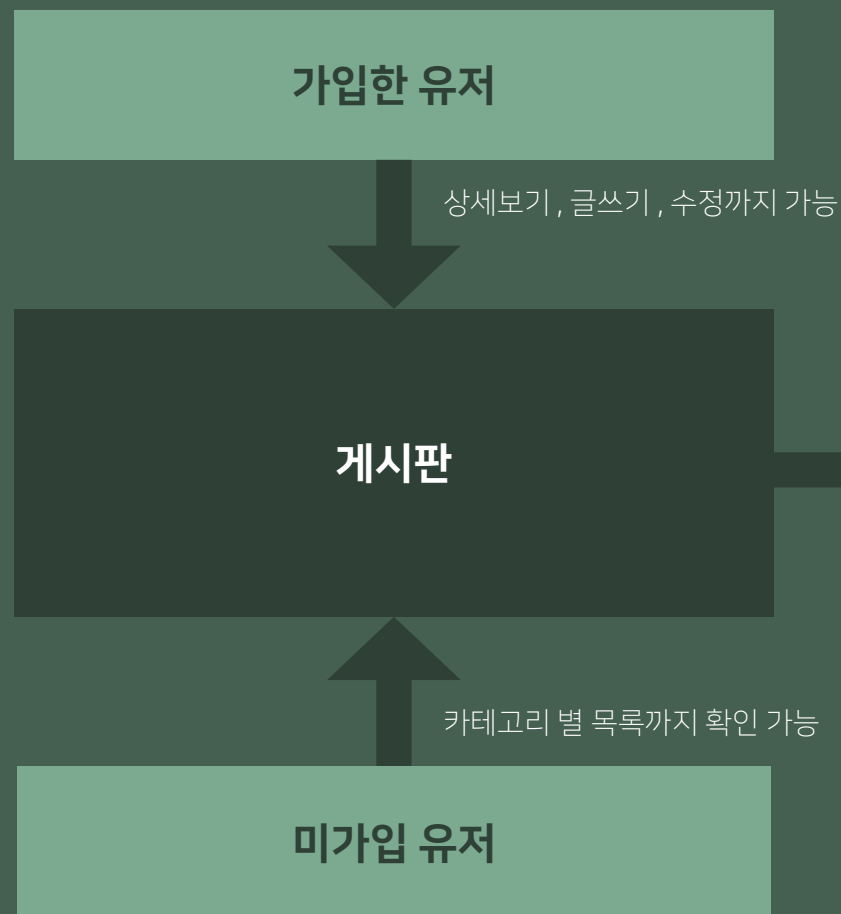 가입한 유저
상세보기 , 글쓰기 , 수정까지 가능
게시판
카테고리 별 목록까지 확인 가능
미가입 유저